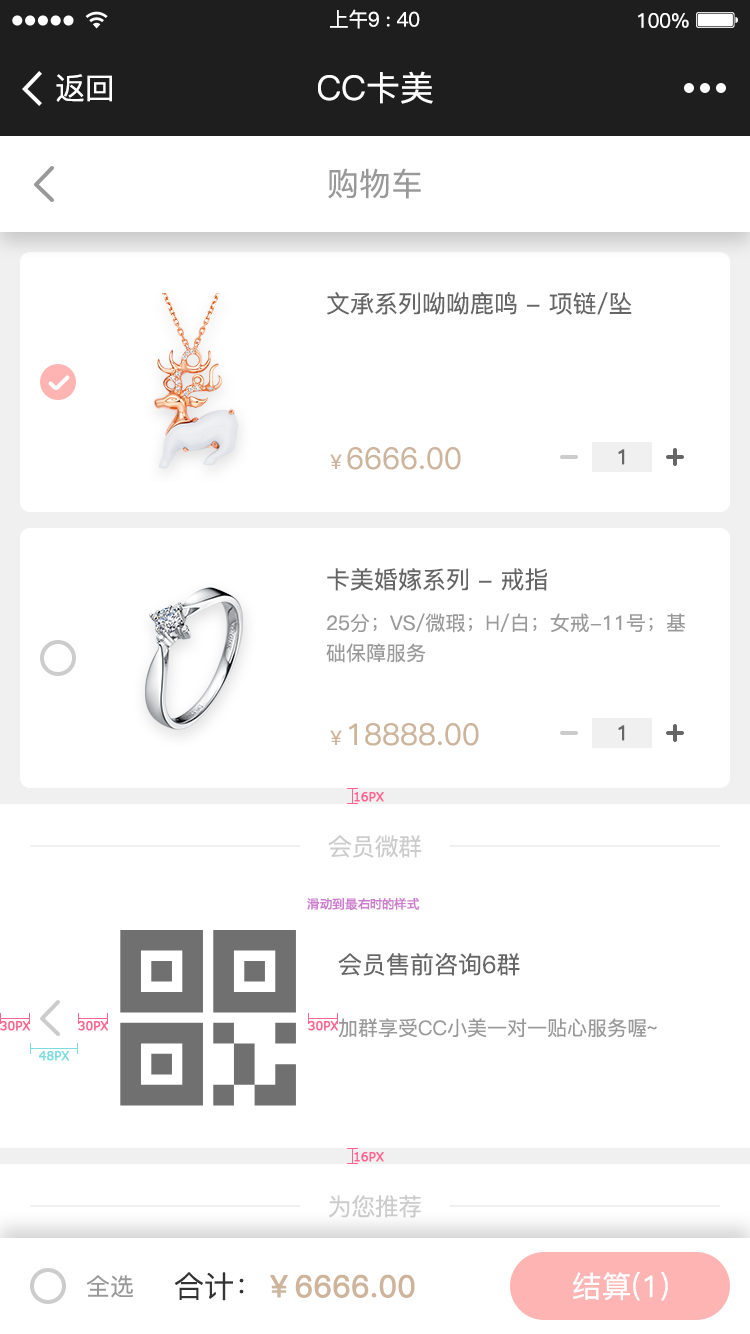 上午9 : 40
100%
返回
CC卡美
购物车
文承系列呦呦鹿鸣 – 项链/坠
¥6666.00
1
卡美婚嫁系列 – 戒指
25分；VS/微瑕；H/白；女戒–11号；基
础保障服务
¥18888.00
1
16PX
会员微群
滑动到最右时的样式
会员售前咨询6群
30PX
30PX
30PX
加群享受CC小美一对一贴心服务喔~
48PX
16PX
为您推荐
全选
合计：
¥6666.00
结算(1)